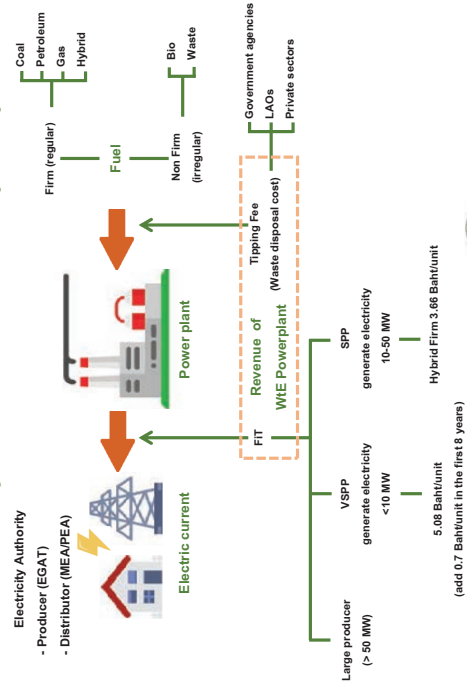 Electricity Authority
- Producer (EGAT)
- Distributor (MEA/PEA)
Electric current
Power plant
Fuel
Firm (regular)
Coal
Petroleum
Gas
Hybrid
Non Firm
(irregular)
Bio
Waste
Revenue of
WtE Powerplant
FiT
Tipping Fee
(Waste disposal cost)
Government agencies
LAOs
Private sectors
Large producer
(> 50 MW)
VSPP
generate electricity
<10 MW
5.08 Baht/unit
(add 0.7 Baht/unit in the first 8 years)
SPP
generate electricity
10-50 MW
Hybrid Firm 3.66 Baht/unit